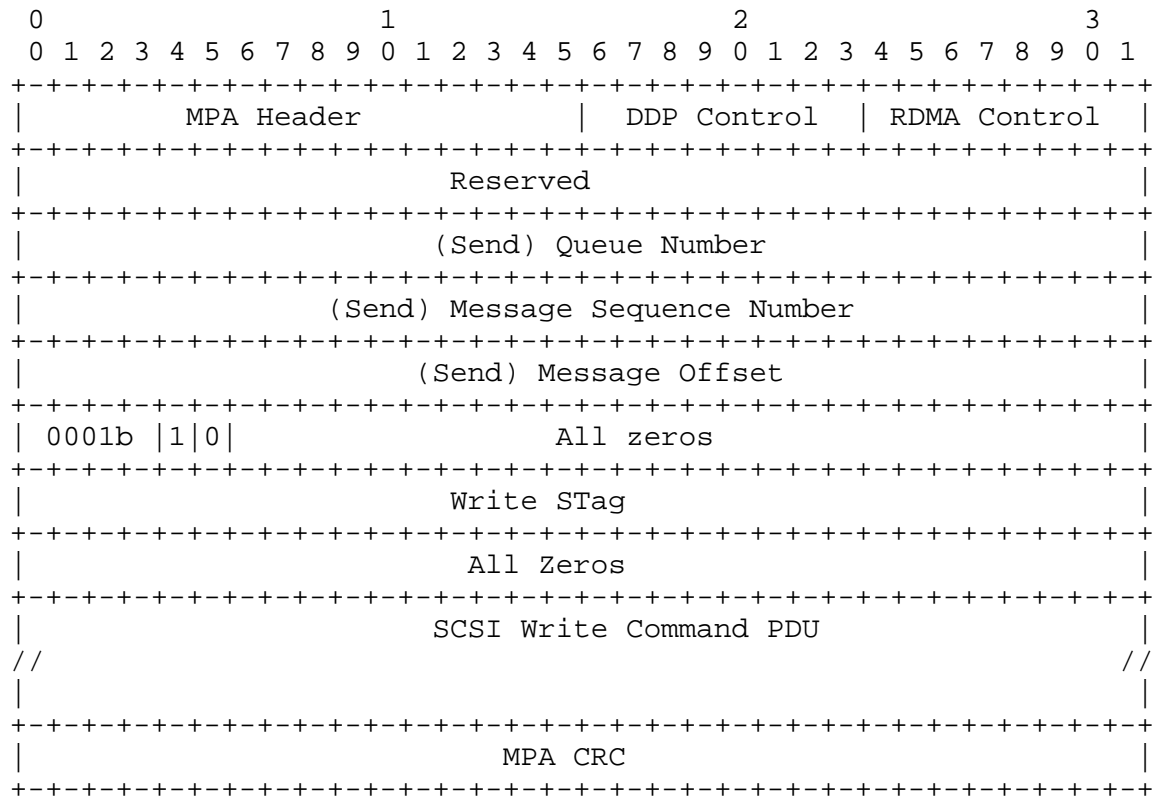 0                   1                   2                   3
 0 1 2 3 4 5 6 7 8 9 0 1 2 3 4 5 6 7 8 9 0 1 2 3 4 5 6 7 8 9 0 1
+-+-+-+-+-+-+-+-+-+-+-+-+-+-+-+-+-+-+-+-+-+-+-+-+-+-+-+-+-+-+-+-+
|         MPA Header            |  DDP Control  | RDMA Control  |
+-+-+-+-+-+-+-+-+-+-+-+-+-+-+-+-+-+-+-+-+-+-+-+-+-+-+-+-+-+-+-+-+
|                        Reserved                               |
+-+-+-+-+-+-+-+-+-+-+-+-+-+-+-+-+-+-+-+-+-+-+-+-+-+-+-+-+-+-+-+-+
|                       (Send) Queue Number                     |
+-+-+-+-+-+-+-+-+-+-+-+-+-+-+-+-+-+-+-+-+-+-+-+-+-+-+-+-+-+-+-+-+
|                 (Send) Message Sequence Number                |
+-+-+-+-+-+-+-+-+-+-+-+-+-+-+-+-+-+-+-+-+-+-+-+-+-+-+-+-+-+-+-+-+
|                      (Send) Message Offset                    |
+-+-+-+-+-+-+-+-+-+-+-+-+-+-+-+-+-+-+-+-+-+-+-+-+-+-+-+-+-+-+-+-+
| 0001b |1|0|                  All zeros                        |
+-+-+-+-+-+-+-+-+-+-+-+-+-+-+-+-+-+-+-+-+-+-+-+-+-+-+-+-+-+-+-+-+
|                        Write STag                             |
+-+-+-+-+-+-+-+-+-+-+-+-+-+-+-+-+-+-+-+-+-+-+-+-+-+-+-+-+-+-+-+-+
|                         All Zeros                             |
+-+-+-+-+-+-+-+-+-+-+-+-+-+-+-+-+-+-+-+-+-+-+-+-+-+-+-+-+-+-+-+-+
|                       SCSI Write Command PDU                  |
//                                                             //
|                                                               |
+-+-+-+-+-+-+-+-+-+-+-+-+-+-+-+-+-+-+-+-+-+-+-+-+-+-+-+-+-+-+-+-+
|                           MPA CRC                             |
+-+-+-+-+-+-+-+-+-+-+-+-+-+-+-+-+-+-+-+-+-+-+-+-+-+-+-+-+-+-+-+-+